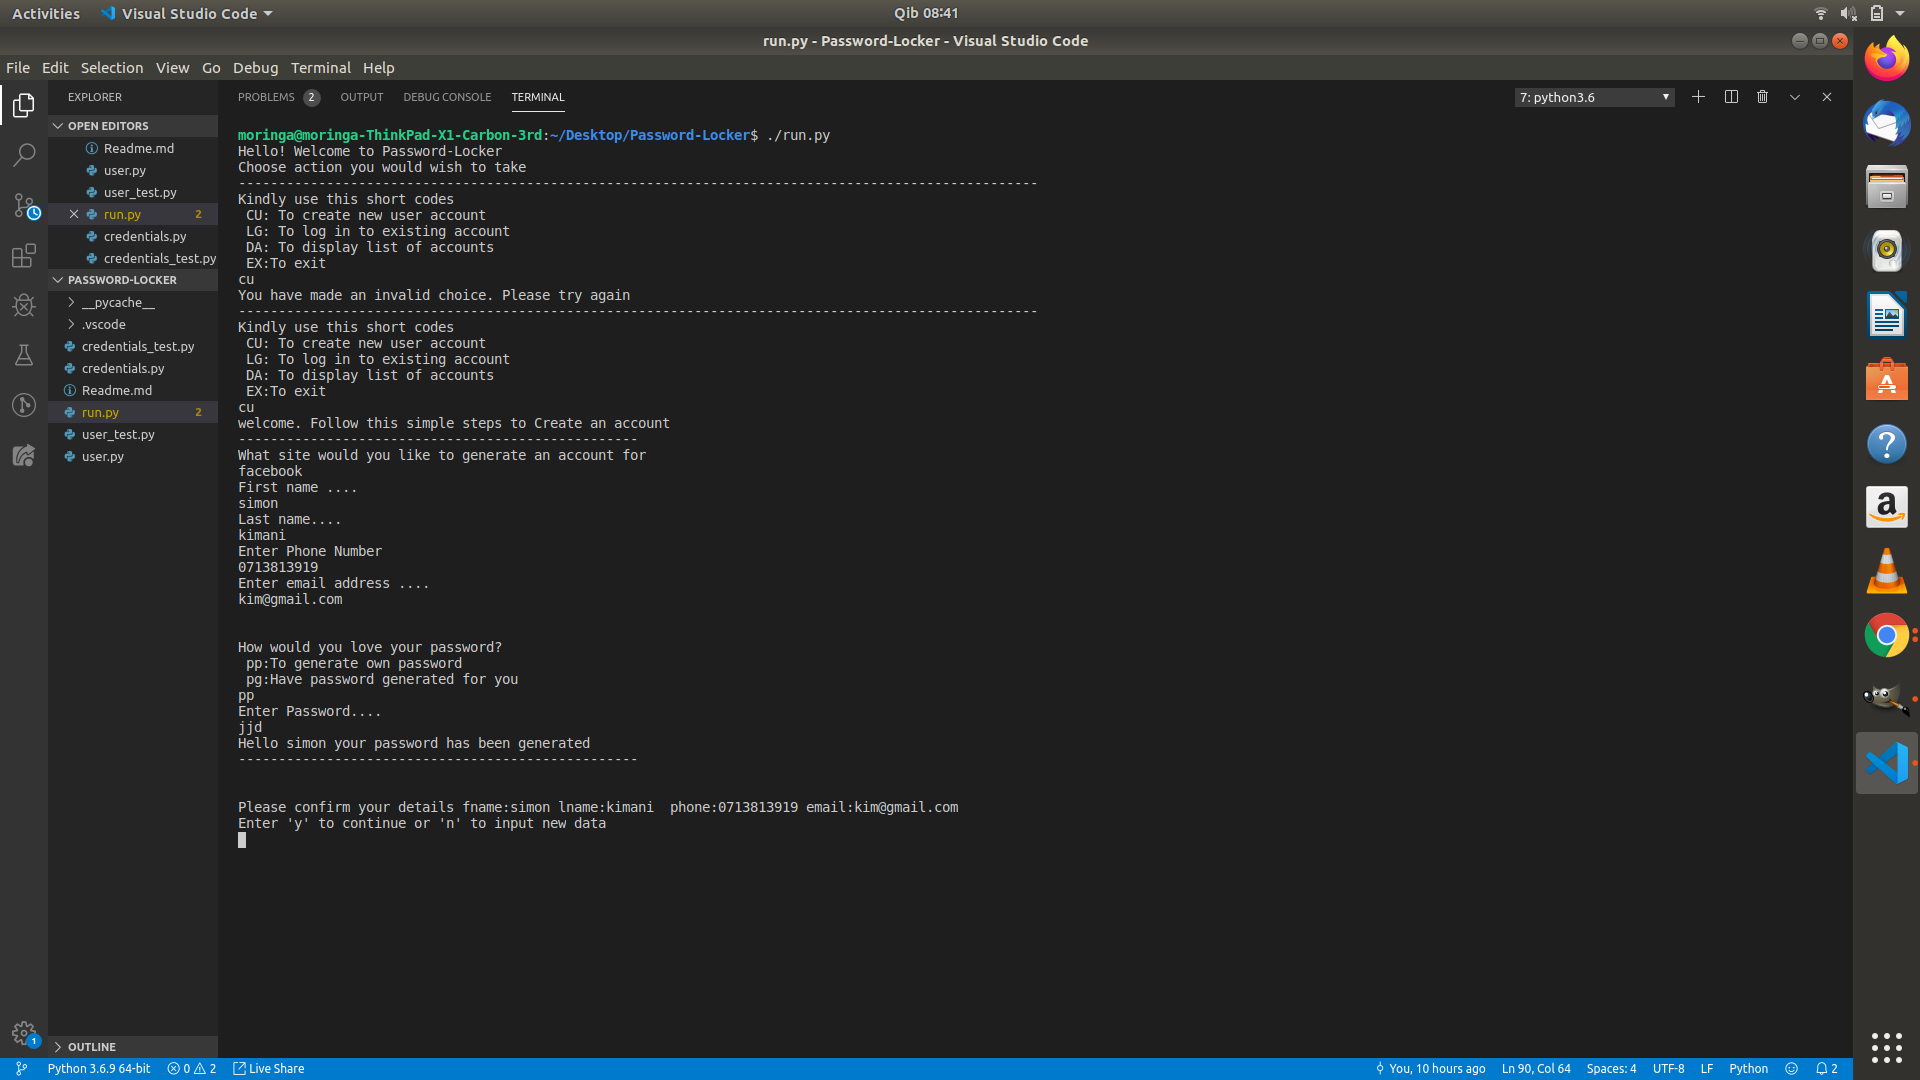 Activities Visual Studio Code Qib 08:41
run.py - Password-Locker - Visual Studio Code
File Edit Selection View Go Debug Terminal Help
EXPLORER
OPEN EDITORS
Readme.md
user.py
user_test.py
run.py 2
credentials.py
credentials_test.py
PASSWORD-LOCKER
__pycache__
.vscode
credentials_test.py
credentials.py
Readme.md
run.py 2
user_test.py
user.py
OUTLINE
PROBLEMS 2 OUTPUT DEBUG CONSOLE TERMINAL 7: python3.6
moringa@moringa-ThinkPad-X1-Carbon-3rd:~/Desktop/Password-Locker$ ./run.py
Hello! Welcome to Password-Locker
Choose action you would wish to take
----------------------------------------------------------------------------------------------------
Kindly use this short codes
CU: To create new user account
LG: To log in to existing account
DA: To display list of accounts
EX:To exit
cu
You have made an invalid choice. Please try again
----------------------------------------------------------------------------------------------------
Kindly use this short codes
CU: To create new user account
LG: To log in to existing account
DA: To display list of accounts
EX:To exit
cu
welcome. Follow this simple steps to Create an account
--------------------------------------------------
What site would you like to generate an account for
facebook
First name ....
simon
Last name....
kimani
Enter Phone Number
0713813919
Enter email address ....
kim@gmail.com
How would you love your password?
pp:To generate own password
pg:Have password generated for you
pp
Enter Password....
jjd
Hello simon your password has been generated
--------------------------------------------------
Please confirm your details fname:simon lname:kimani  phone:0713813919 email:kim@gmail.com
Enter 'y' to continue or 'n' to input new data
1
Python 3.6.9 64-bit 0 2 Live Share You, 10 hours ago Ln 90, Col 64 Spaces: 4 UTF-8 LF Python 2